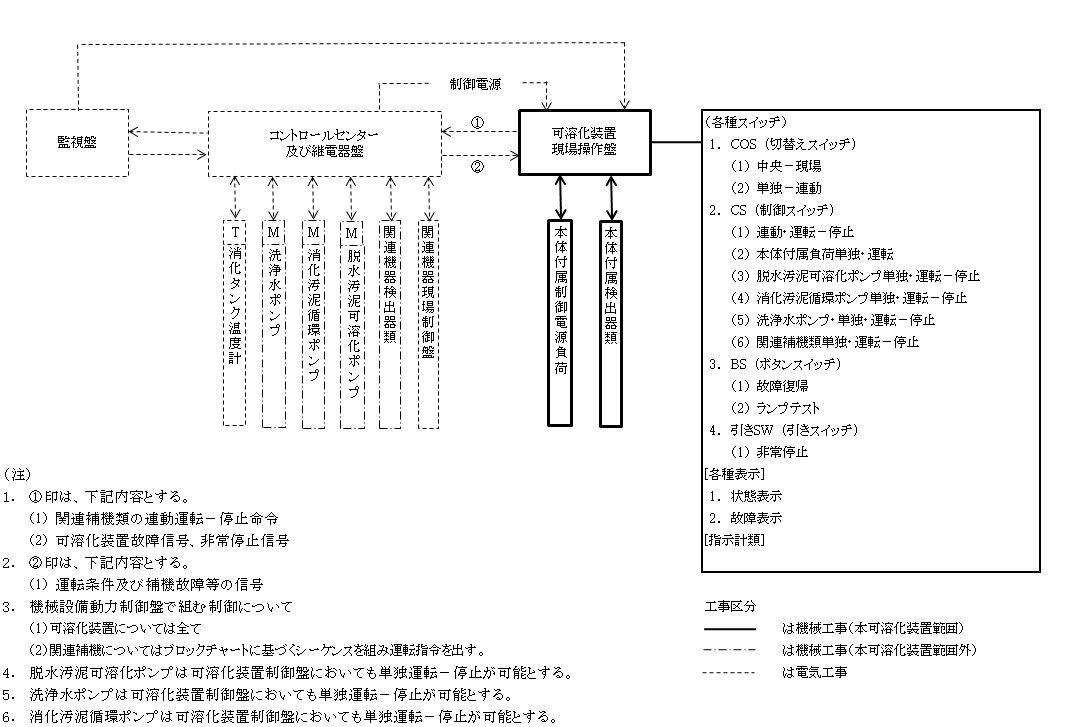 制御電源
監視盤
コントロールセンター
及び継電器盤
①
②
可溶化装置
現場操作盤
T
消化タンク温度計
M
洗浄水ポンプ
M
消化汚泥循環ポンプ
M
脱水汚泥可溶化ポンプ
関連機器検出器類
関連機器現場制御盤
本体付属制御電源負荷
本体付属検出器類
(各種スイッチ)
1. COS (切替えスイッチ)
(1) 中央－現場
(2) 単独－連動
2. CS (制御スイッチ)
(1) 連動・運転－停止
(2) 本体付属負荷単独・運転
(3) 脱水汚泥可溶化ポンプ単独・運転－停止
(4) 消化汚泥循環ポンプ単独・運転－停止
(5) 洗浄水ポンプ・単独・運転－停止
(6) 関連補機類単独・運転－停止
3. BS (ボタンスイッチ)
(1) 故障復帰
(2) ランプテスト
4. 引きSW (引きスイッチ)
(1) 非常停止
[各種表示]
1. 状態表示
2. 故障表示
[指示計類]
(注)
1. ①印は、下記内容とする。
(1) 関連補機類の連動運転－停止命令
(2) 可溶化装置故障信号、非常停止信号
2. ②印は、下記内容とする。
(1) 運転条件及び補機故障等の信号
3. 機械設備動力制御盤で組む制御について
(1)可溶化装置については全て
(2)関連補機についてはブロックチャートに基づくシーケンスを組み運転指令を出す。
4. 脱水汚泥可溶化ポンプは可溶化装置制御盤においても単独運転－停止が可能とする。
5. 洗浄水ポンプは可溶化装置制御盤においても単独運転－停止が可能とする。
6. 消化汚泥循環ポンプは可溶化装置制御盤においても単独運転－停止が可能とする。
工事区分
は機械工事(本可溶化装置範囲)
は機械工事(本可溶化装置範囲外)
は電気工事